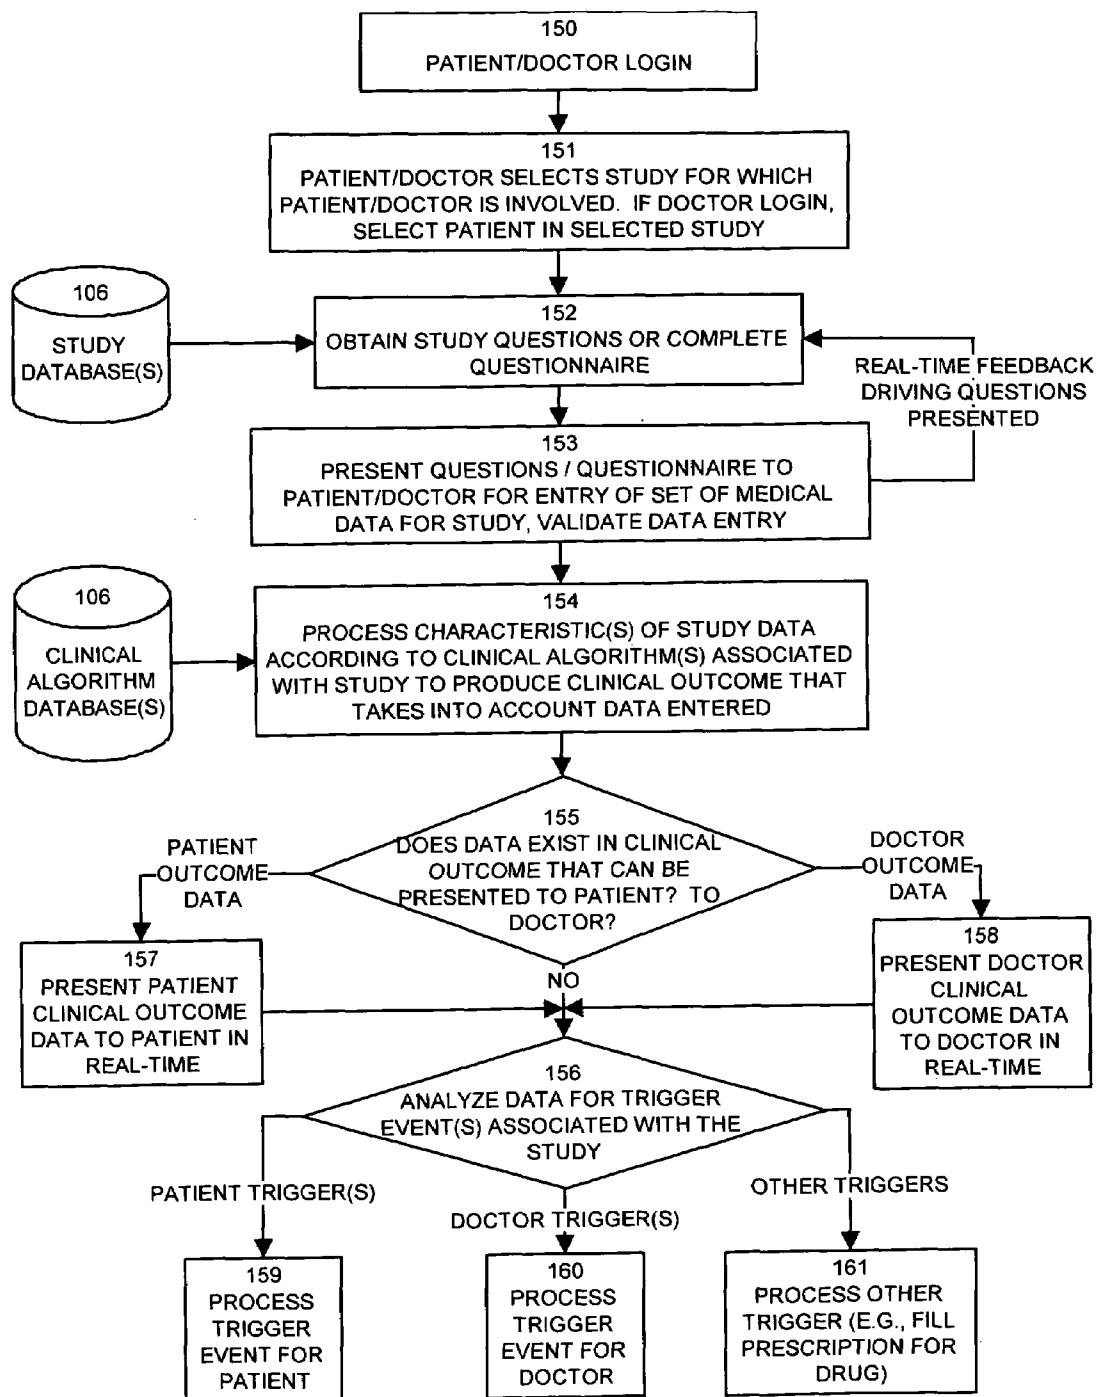 150
PATIENT/DOCTOR LOGIN
151
PATIENT/DOCTOR SELECTS STUDY FOR WHICH
PATIENT/DOCTOR IS INVOLVED. IF DOCTOR LOGIN,
SELECT PATIENT IN SELECTED STUDY
106
STUDY
DATABASE(S)
152
OBTAIN STUDY QUESTIONS OR COMPLETE
QUESTIONNAIRE
REAL-TIME FEEDBACK
DRIVING QUESTIONS
PRESENTED
153
PRESENT QUESTIONS / QUESTIONNAIRE TO
PATIENT/DOCTOR FOR ENTRY OF SET OF MEDICAL
DATA FOR STUDY, VALIDATE DATA ENTRY
106
CLINICAL
ALGORITHM
DATABASE(S)
154
PROCESS CHARACTERISTIC(S) OF STUDY DATA
ACCORDING TO CLINICAL ALGORITHM(S) ASSOCIATED
WITH STUDY TO PRODUCE CLINICAL OUTCOME THAT
TAKES INTO ACCOUNT DATA ENTERED
155
DOES DATA EXIST IN CLINICAL
OUTCOME THAT CAN BE
PRESENTED TO PATIENT? TO
DOCTOR?
PATIENT
OUTCOME
DATA
DOCTOR
OUTCOME
DATA
157
PRESENT PATIENT
CLINICAL OUTCOME
DATA TO PATIENT IN
REAL-TIME
NO
158
PRESENT DOCTOR
CLINICAL
OUTCOME DATA
TO DOCTOR IN
REAL-TIME
156
ANALYZE DATA FOR TRIGGER
EVENT(S) ASSOCIATED WITH THE
STUDY
PATIENT TRIGGER(S)
DOCTOR TRIGGER(S)
OTHER TRIGGERS
159
PROCESS
TRIGGER
EVENT FOR
PATIENT
160
PROCESS
TRIGGER
EVENT FOR
DOCTOR
161
PROCESS OTHER
TRIGGER (E.G., FILL
PRESCRIPTION FOR
DRUG)